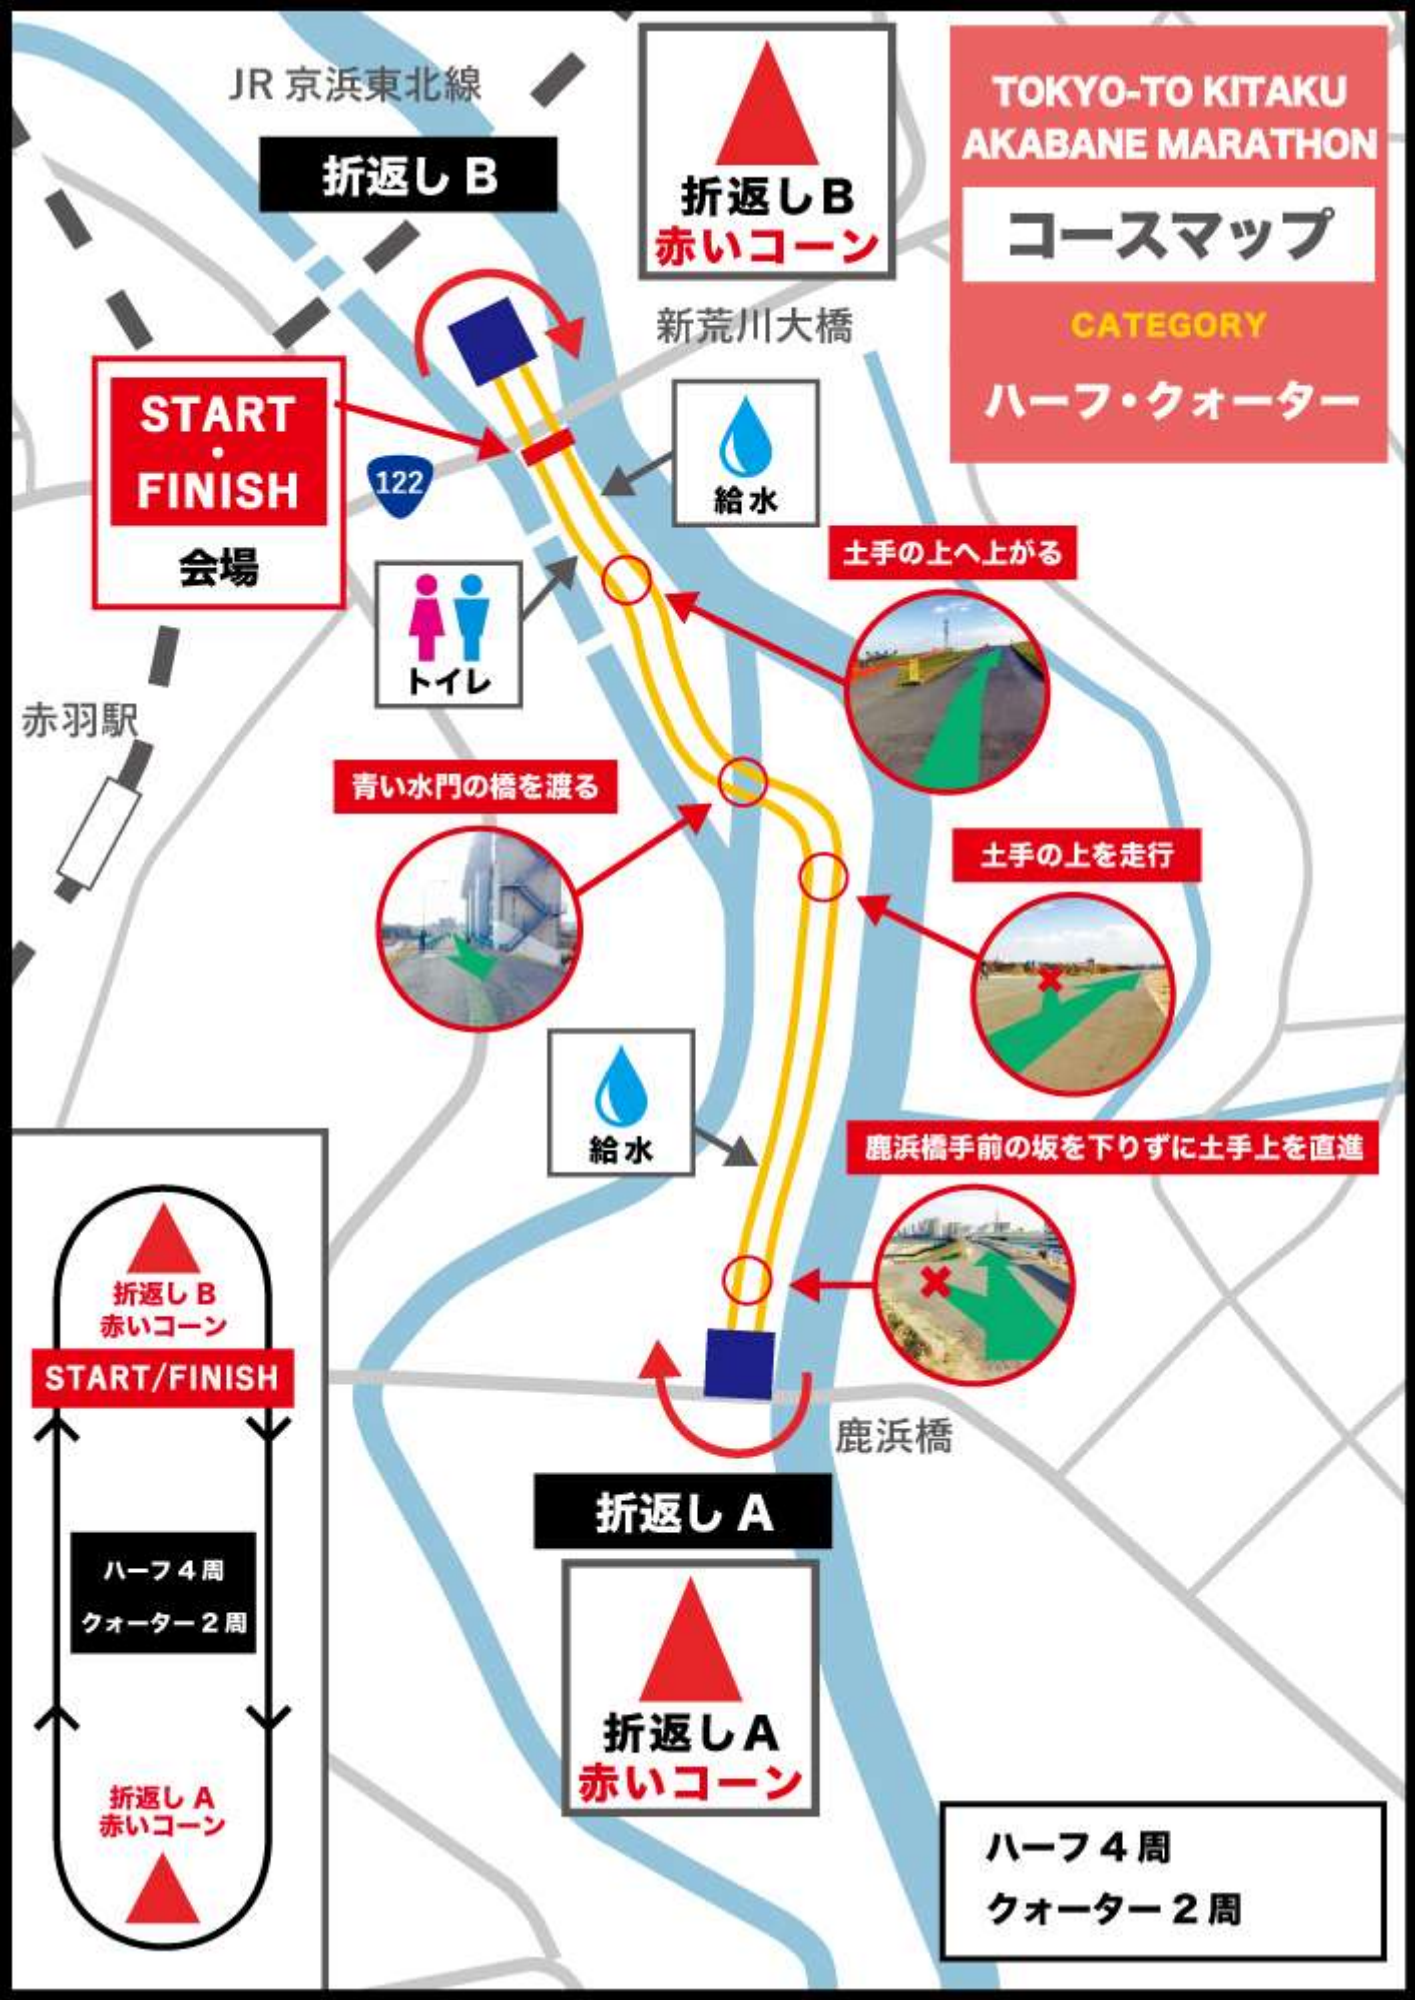 JR 京浜東北線
折返し B
折返し B
赤いコーン
TOKYO-TO KITAKU
AKABANE MARATHON
コースマップ
CATEGORY
ハーフ・クォーター
新荒川大橋
START
・
FINISH
会場
122
給水
トイレ
土手の上へ上がる
赤羽駅
青い水門の橋を渡る
土手の上を走行
給水
鹿浜橋手前の坂を下りずに土手上を直進
折返し B
赤いコーン
START/FINISH
ハーフ 4 周
クォーター 2 周
折返し A
赤いコーン
鹿浜橋
折返し A
折返し A
赤いコーン
ハーフ 4 周
クォーター 2 周